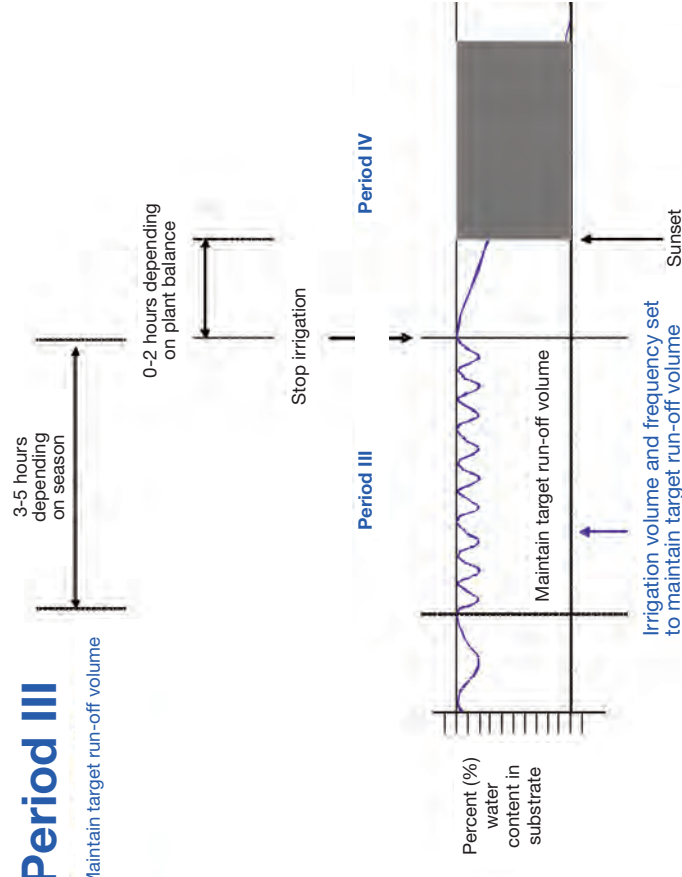 Period III
Maintain target run-off volume
3-5 hours
depending
on season
0-2 hours depending
on plant balance
Stop irrigation
Period III
Period IV
Percent (%)
water
content in
substrate
Maintain target run-off volume
Irrigation volume and frequency set
to maintain target run-off volume
Sunset